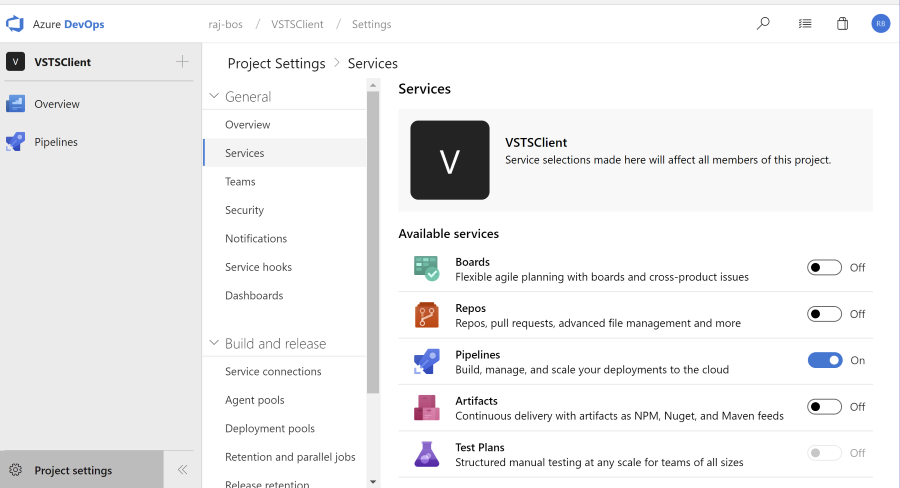 Azure DevOps
raj-bos / VSTSClient / Settings
RB
V VSTSClient
Overview
Pipelines
Project settings
Project Settings > Services
General
Overview
Services
Teams
Security
Notifications
Service hooks
Dashboards
Build and release
Service connections
Agent pools
Deployment pools
Retention and parallel jobs
Release retention
Services
V
VSTSClient
Service selections made here will affect all members of this project.
Available services
Boards
Flexible agile planning with boards and cross-product issues
Off
Repos
Repos, pull requests, advanced file management and more
Off
Pipelines
Build, manage, and scale your deployments to the cloud
On
Artifacts
Continuous delivery with artifacts as NPM, Nuget, and Maven feeds
Off
Test Plans
Structured manual testing at any scale for teams of all sizes
Off